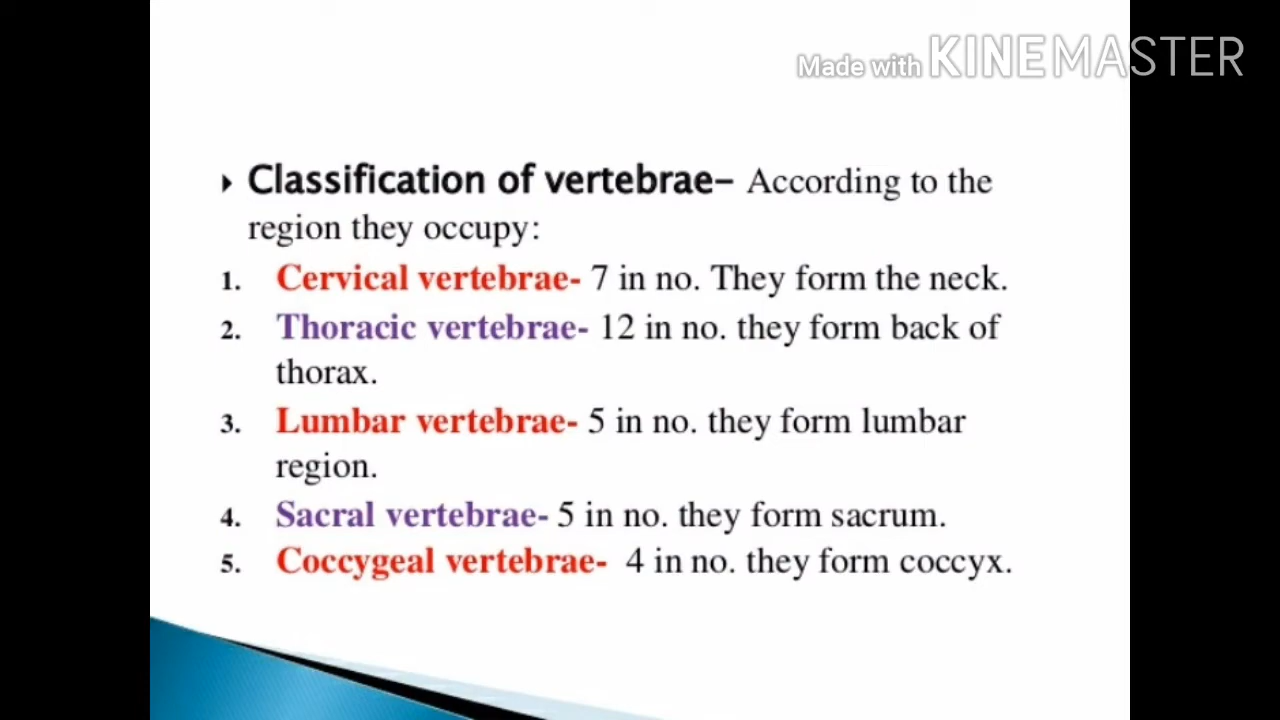 Made with KINEMASTER
Classification of vertebrae– According to the
region they occupy:
1. Cervical vertebrae- 7 in no. They form the neck.
2. Thoracic vertebrae- 12 in no. they form back of
thorax.
3. Lumbar vertebrae- 5 in no. they form lumbar
region.
4. Sacral vertebrae- 5 in no. they form sacrum.
5. Coccygeal vertebrae- 4 in no. they form coccyx.